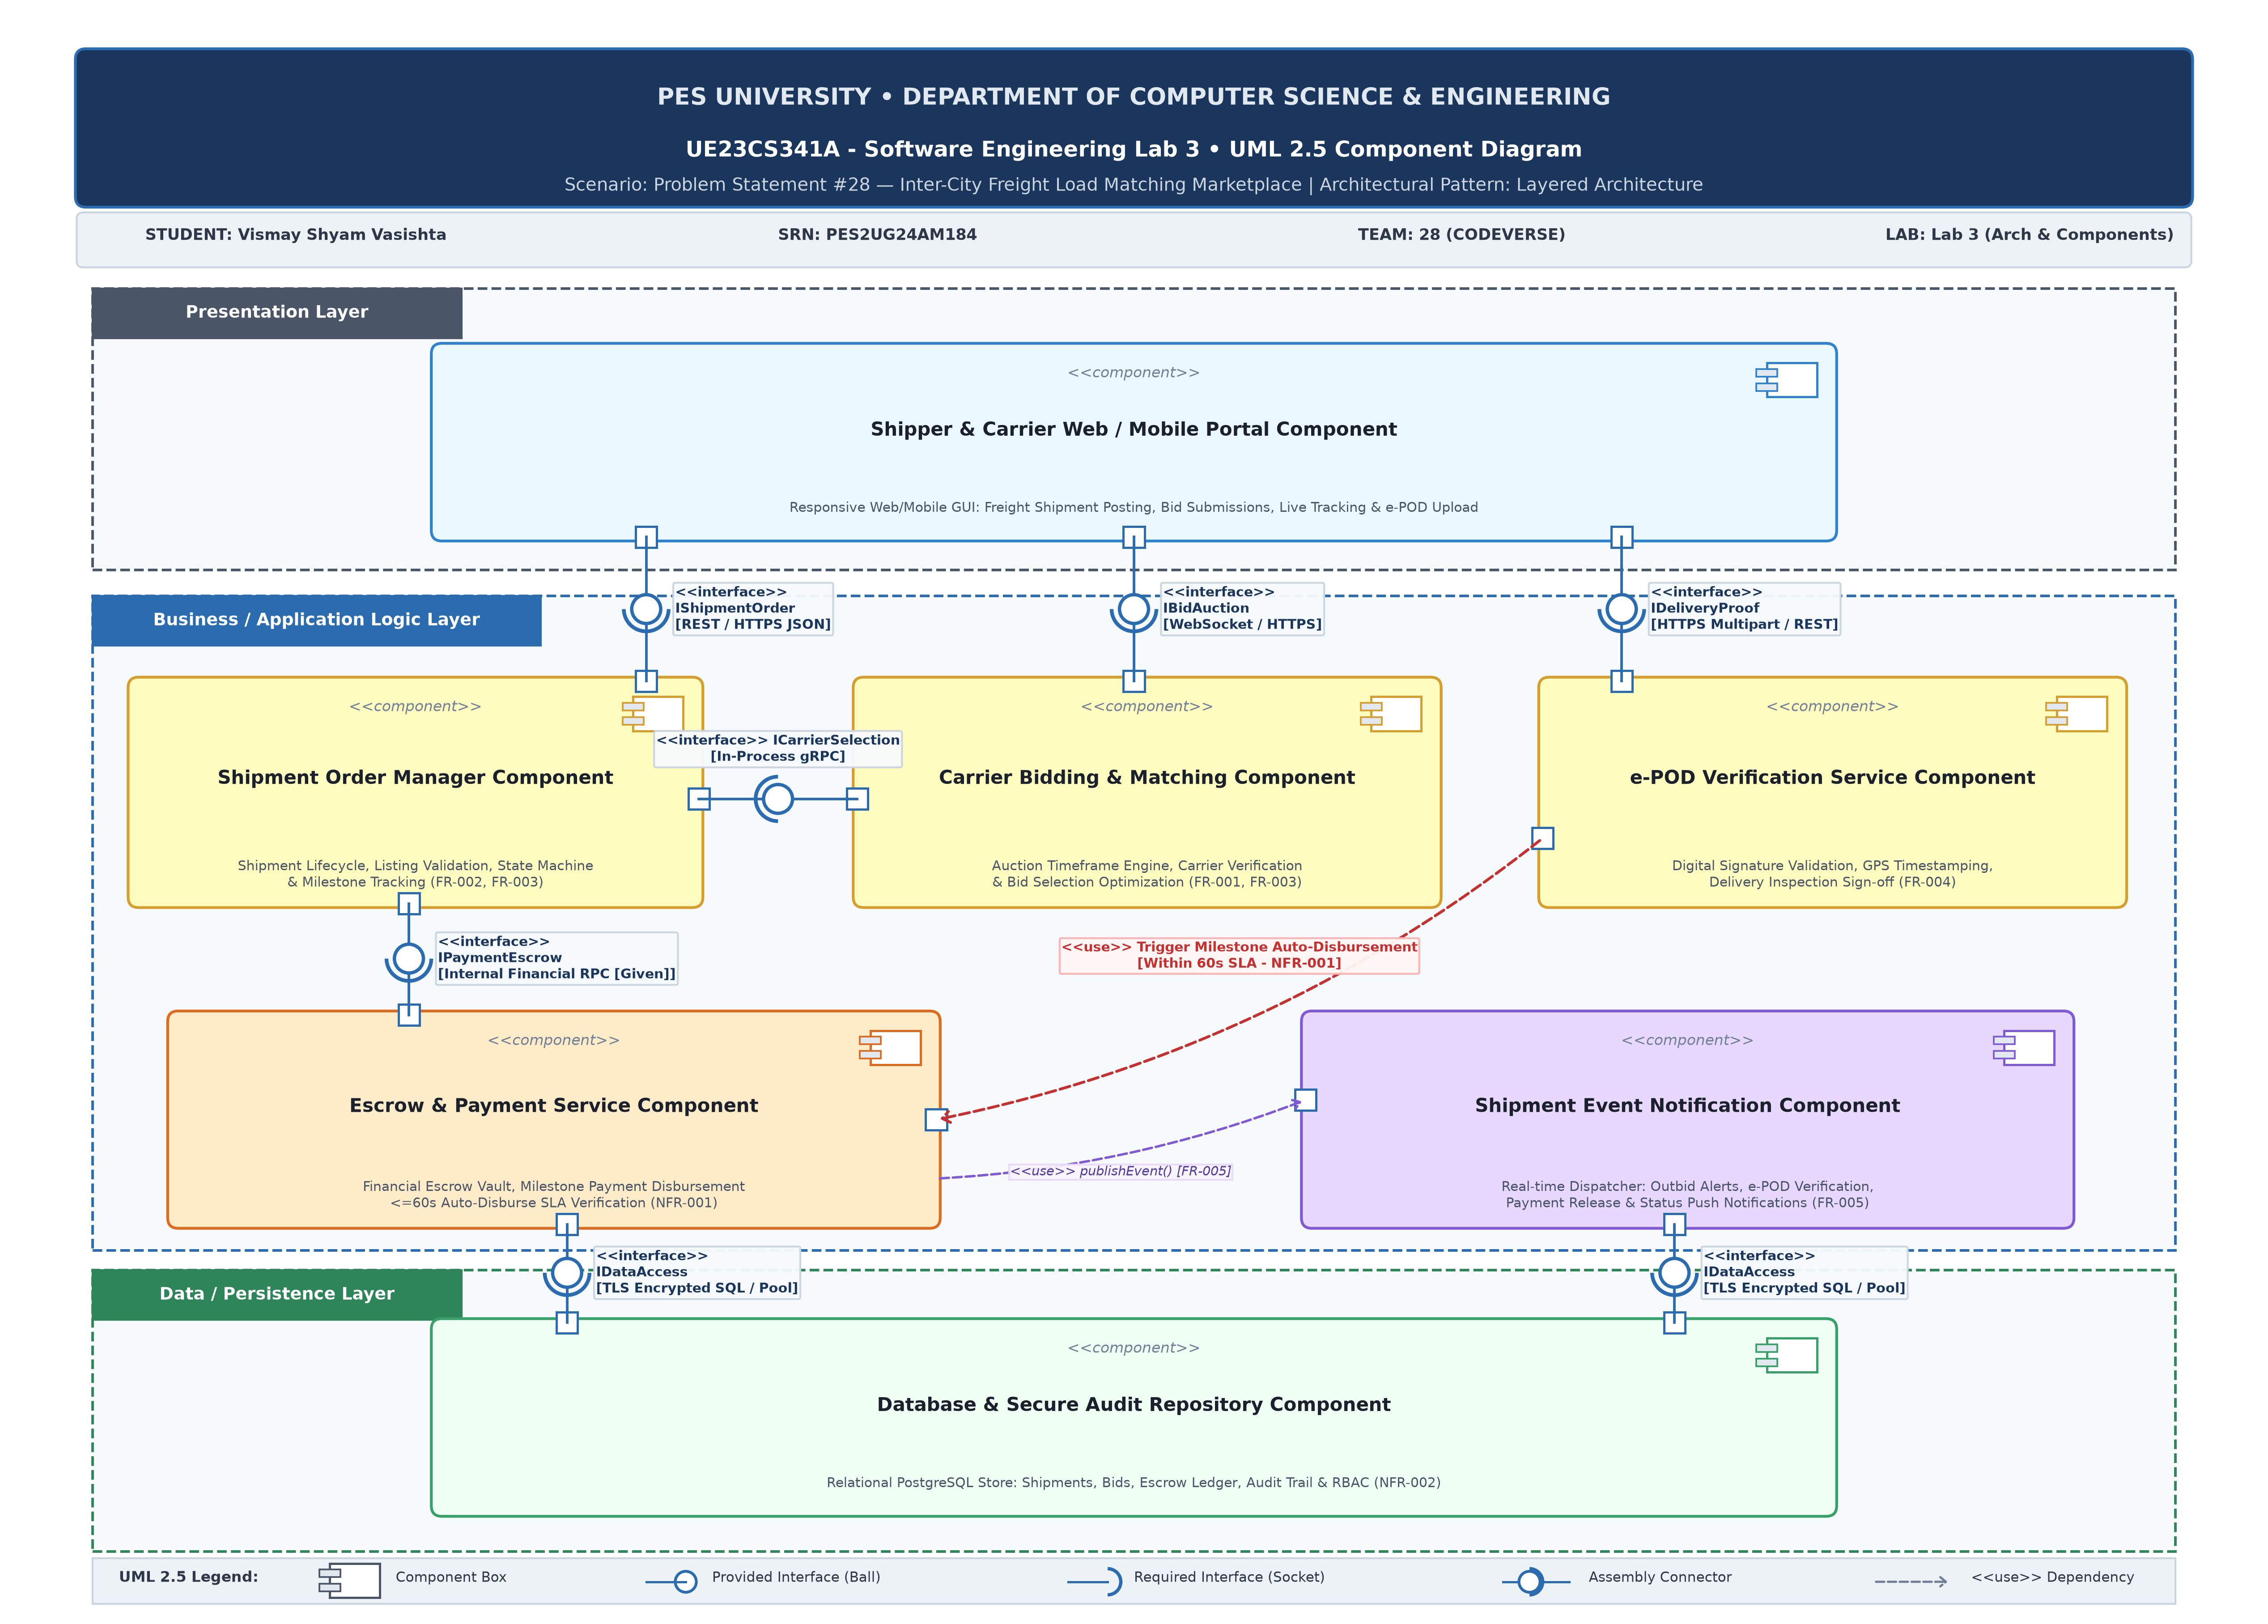 PES UNIVERSITY • DEPARTMENT OF COMPUTER SCIENCE & ENGINEERING
UE23CS341A - Software Engineering Lab 3 • UML 2.5 Component Diagram
Scenario: Problem Statement #28 — Inter-City Freight Load Matching Marketplace | Architectural Pattern: Layered Architecture
STUDENT: Vismay Shyam Vasishta
SRN: PES2UG24AM184
TEAM: 28 (CODEVERSE)
LAB: Lab 3 (Arch & Components)
Presentation Layer
<<component>>
Shipper & Carrier Web / Mobile Portal Component
Responsive Web/Mobile GUI: Freight Shipment Posting, Bid Submissions, Live Tracking & e-POD Upload
<<interface>>
IShipmentOrder
[REST / HTTPS JSON]
<<interface>>
IBidAuction
[WebSocket / HTTPS]
<<interface>>
IDeliveryProof
[HTTPS Multipart / REST]
Business / Application Logic Layer
<<component>>
Shipment Order Manager Component
Shipment Lifecycle, Listing Validation, State Machine
& Milestone Tracking (FR-002, FR-003)
<<interface>> ICarrierSelection
[In-Process gRPC]
<<component>>
Carrier Bidding & Matching Component
Auction Timeframe Engine, Carrier Verification
& Bid Selection Optimization (FR-001, FR-003)
<<component>>
e-POD Verification Service Component
Digital Signature Validation, GPS Timestamping,
Delivery Inspection Sign-off (FR-004)
<<interface>>
IPaymentEscrow
[Internal Financial RPC [Given]]
<<use>> Trigger Milestone Auto-Disbursement
[Within 60s SLA - NFR-001]
<<component>>
Escrow & Payment Service Component
Financial Escrow Vault, Milestone Payment Disbursement
<=60s Auto-Disburse SLA Verification (NFR-001)
<<use>> publishEvent() [FR-005]
<<component>>
Shipment Event Notification Component
Real-time Dispatcher: Outbid Alerts, e-POD Verification,
Payment Release & Status Push Notifications (FR-005)
<<interface>>
IDataAccess
[TLS Encrypted SQL / Pool]
<<interface>>
IDataAccess
[TLS Encrypted SQL / Pool]
Data / Persistence Layer
<<component>>
Database & Secure Audit Repository Component
Relational PostgreSQL Store: Shipments, Bids, Escrow Ledger, Audit Trail & RBAC (NFR-002)
UML 2.5 Legend:
Component Box
Provided Interface (Ball)
Required Interface (Socket)
Assembly Connector
<<use>> Dependency